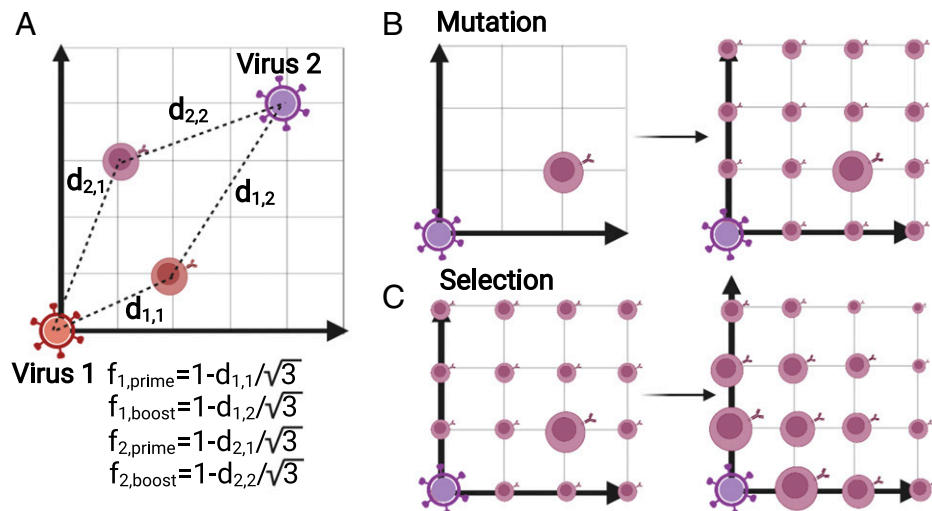 A
Virus 2
d2,2
d2,1
d1,2
d1,1
Virus 1
f1,prime=1-d1,1/√3
f1,boost=1-d1,2/√3
f2,prime=1-d2,1/√3
f2,boost=1-d2,2/√3
B
Mutation
C
Selection